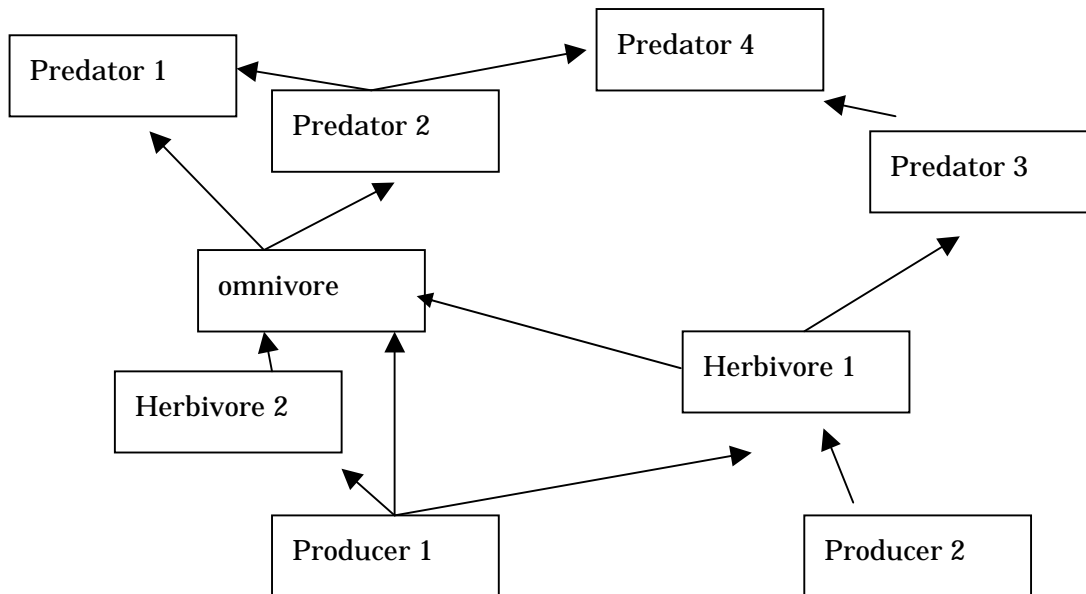 Predator 1
Predator 4
Predator 2
Predator 3
omnivore
Herbivore 1
Herbivore 2
Producer 1
Producer 2